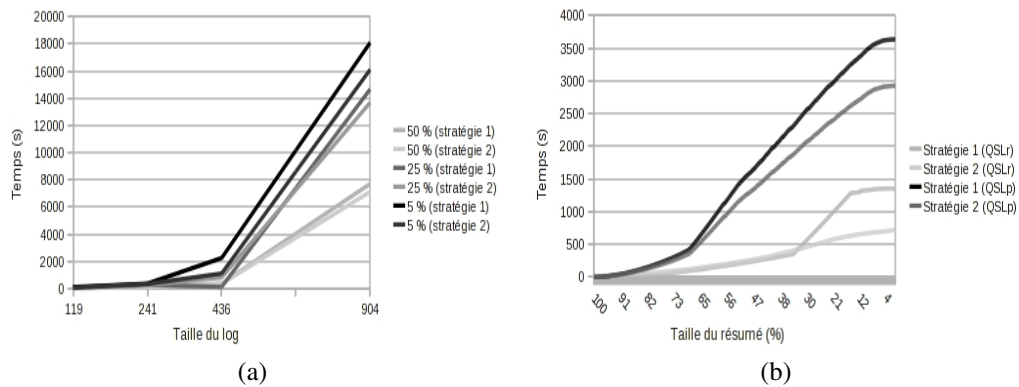 20000
18000
16000
14000
12000
10000
8000
6000
4000
2000
0
Temps (s)
119
241
436
904
Taille du log
50 % (stratégie 1)
50 % (stratégie 2)
25 % (stratégie 1)
25 % (stratégie 2)
5 % (stratégie 1)
5 % (stratégie 2)
(a)
4000
3500
3000
2500
2000
1500
1000
500
0
Temps (s)
100
91
82
73
65
56
47
38
30
21
12
4
Taille du résumé (%)
Stratégie 1 (QSLr)
Stratégie 2 (QSLr)
Stratégie 1 (QSLp)
Stratégie 2 (QSLp)
(b)